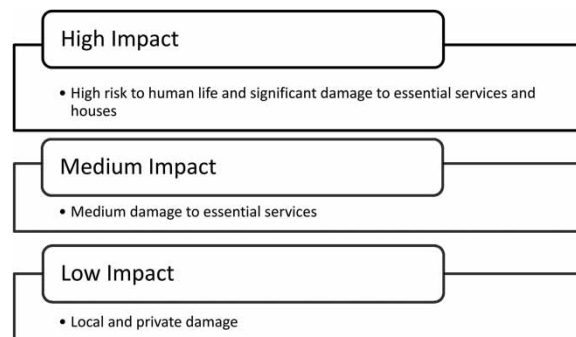 High Impact
• High risk to human life and significant damage to essential services and
houses
Medium Impact
• Medium damage to essential services
Low Impact
• Local and private damage